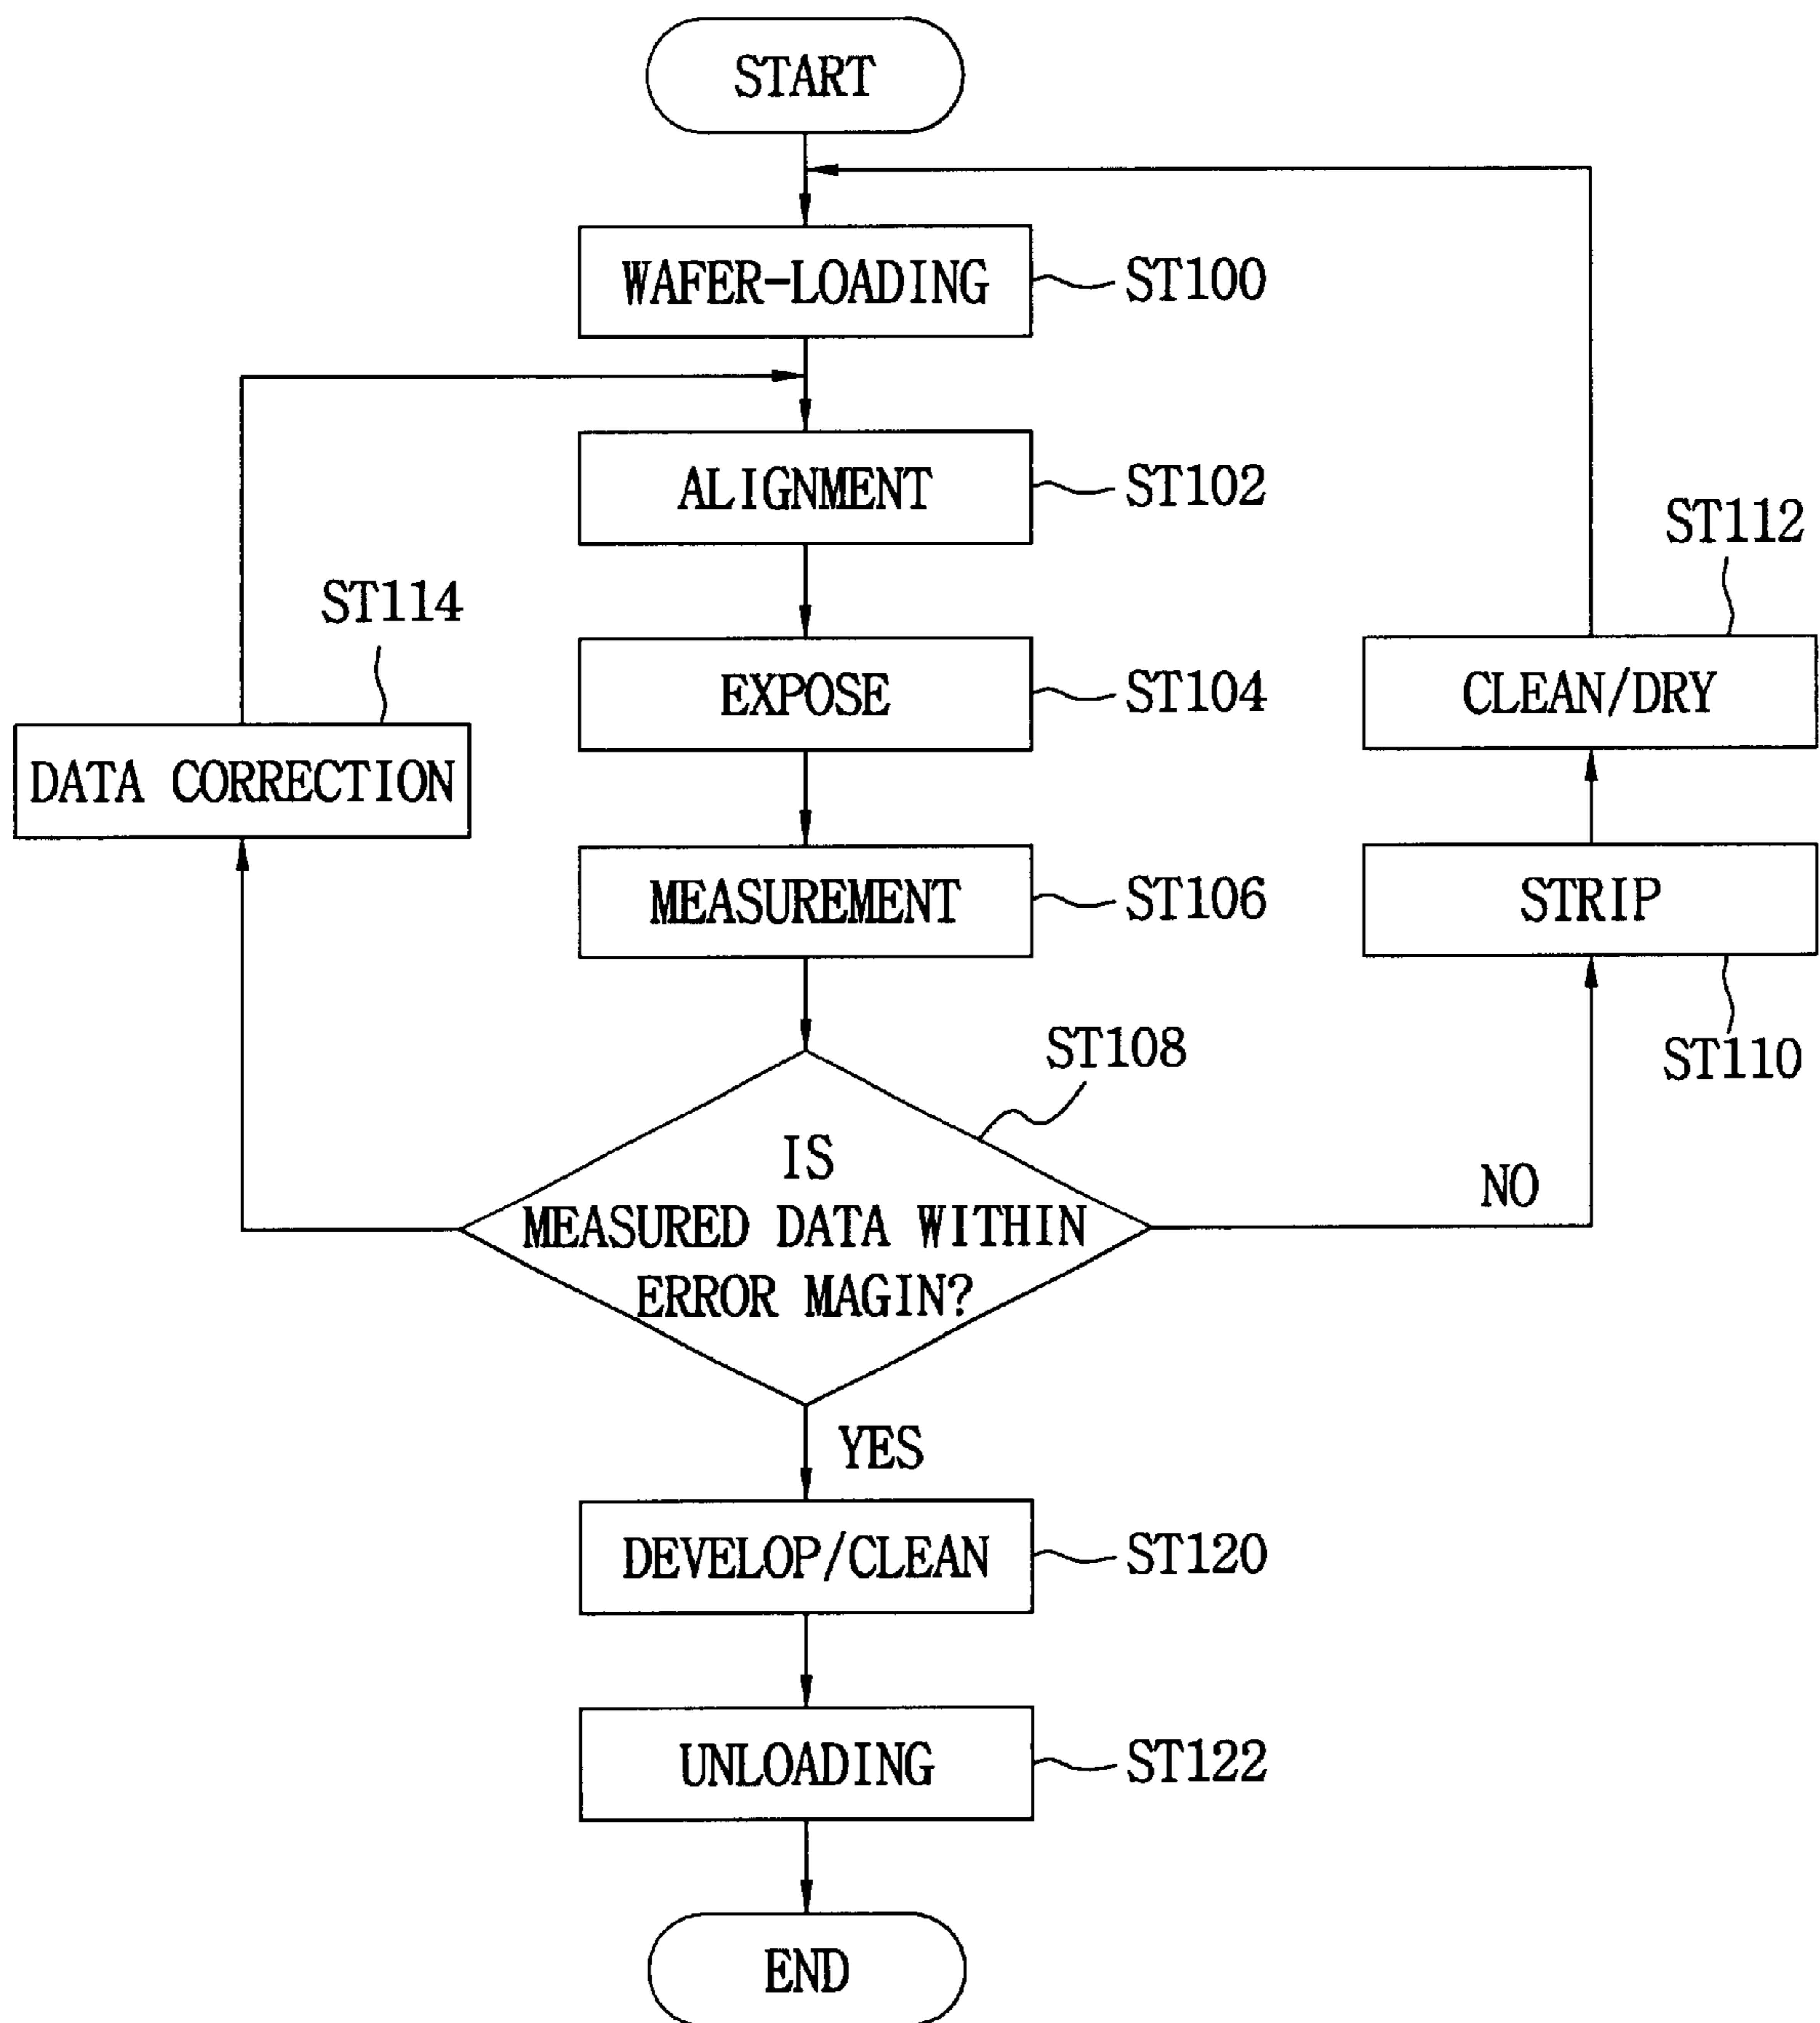 START
WAFER-LOADING
ST100
ALIGNMENT
ST102
ST112
ST114
EXPOSE
ST104
CLEAN/DRY
DATA CORRECTION
MEASUREMENT
ST106
STRIP
ST108
ST110
IS
MEASURED DATA WITHIN
ERROR MAGIN?
NO
YES
DEVELOP/CLEAN
ST120
UNLOADING
ST122
END